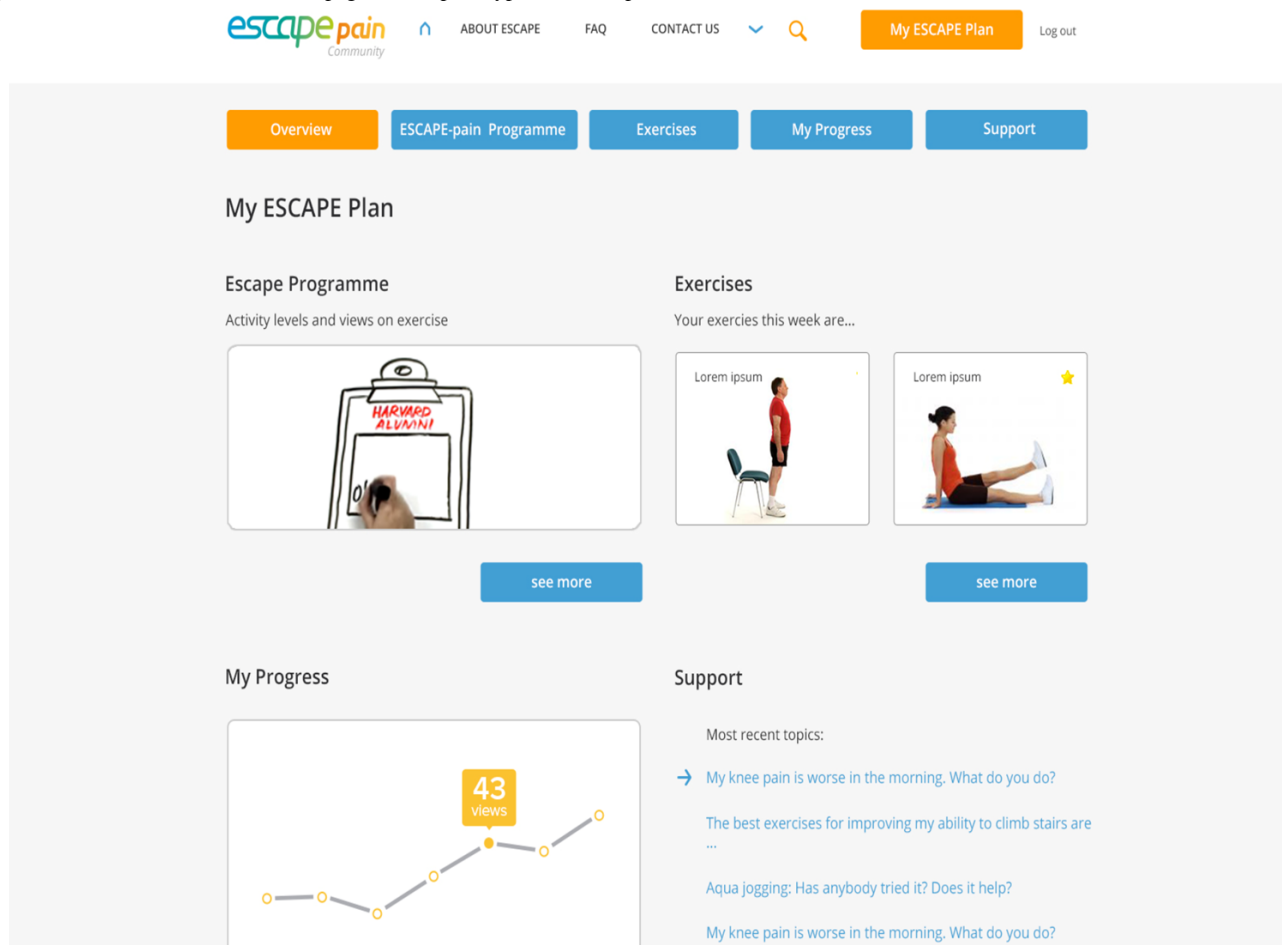 escape pain
Community
ABOUT ESCAPE
FAQ
CONTACT US
My ESCAPE Plan
Log out
Overview
ESCAPE-pain Programme
Exercises
My Progress
Support
My ESCAPE Plan
Escape Programme
Activity levels and views on exercise
HARVARD
ALUMNI
see more
Exercises
Your exercies this week are...
Lorem ipsum
Lorem ipsum
see more
My Progress
43
views
Support
Most recent topics:
My knee pain is worse in the morning. What do you do?
The best exercises for improving my ability to climb stairs are
...
Aqua jogging: Has anybody tried it? Does it help?
My knee pain is worse in the morning. What do you do?